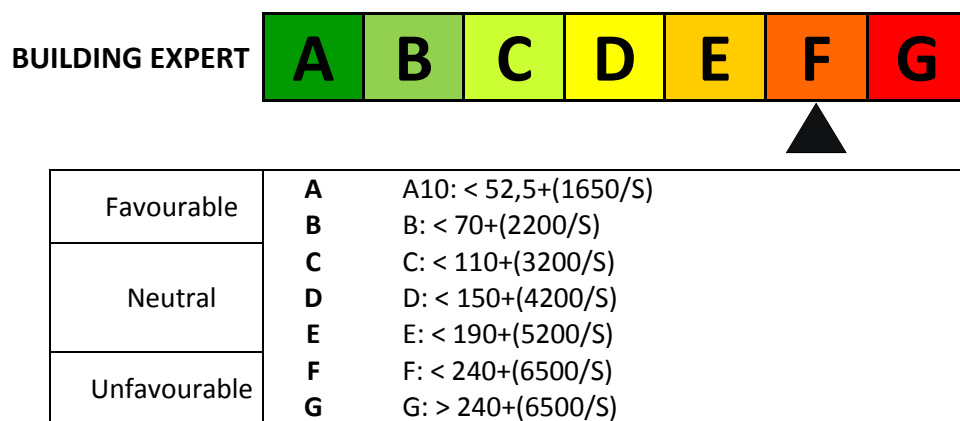 BUILDING EXPERT A B C D E F G
Favourable
A A10: < 52,5+(1650/S)
B B: < 70+(2200/S)
Neutral
C C: < 110+(3200/S)
D D: < 150+(4200/S)
E E: < 190+(5200/S)
Unfavourable
F F: < 240+(6500/S)
G G: > 240+(6500/S)